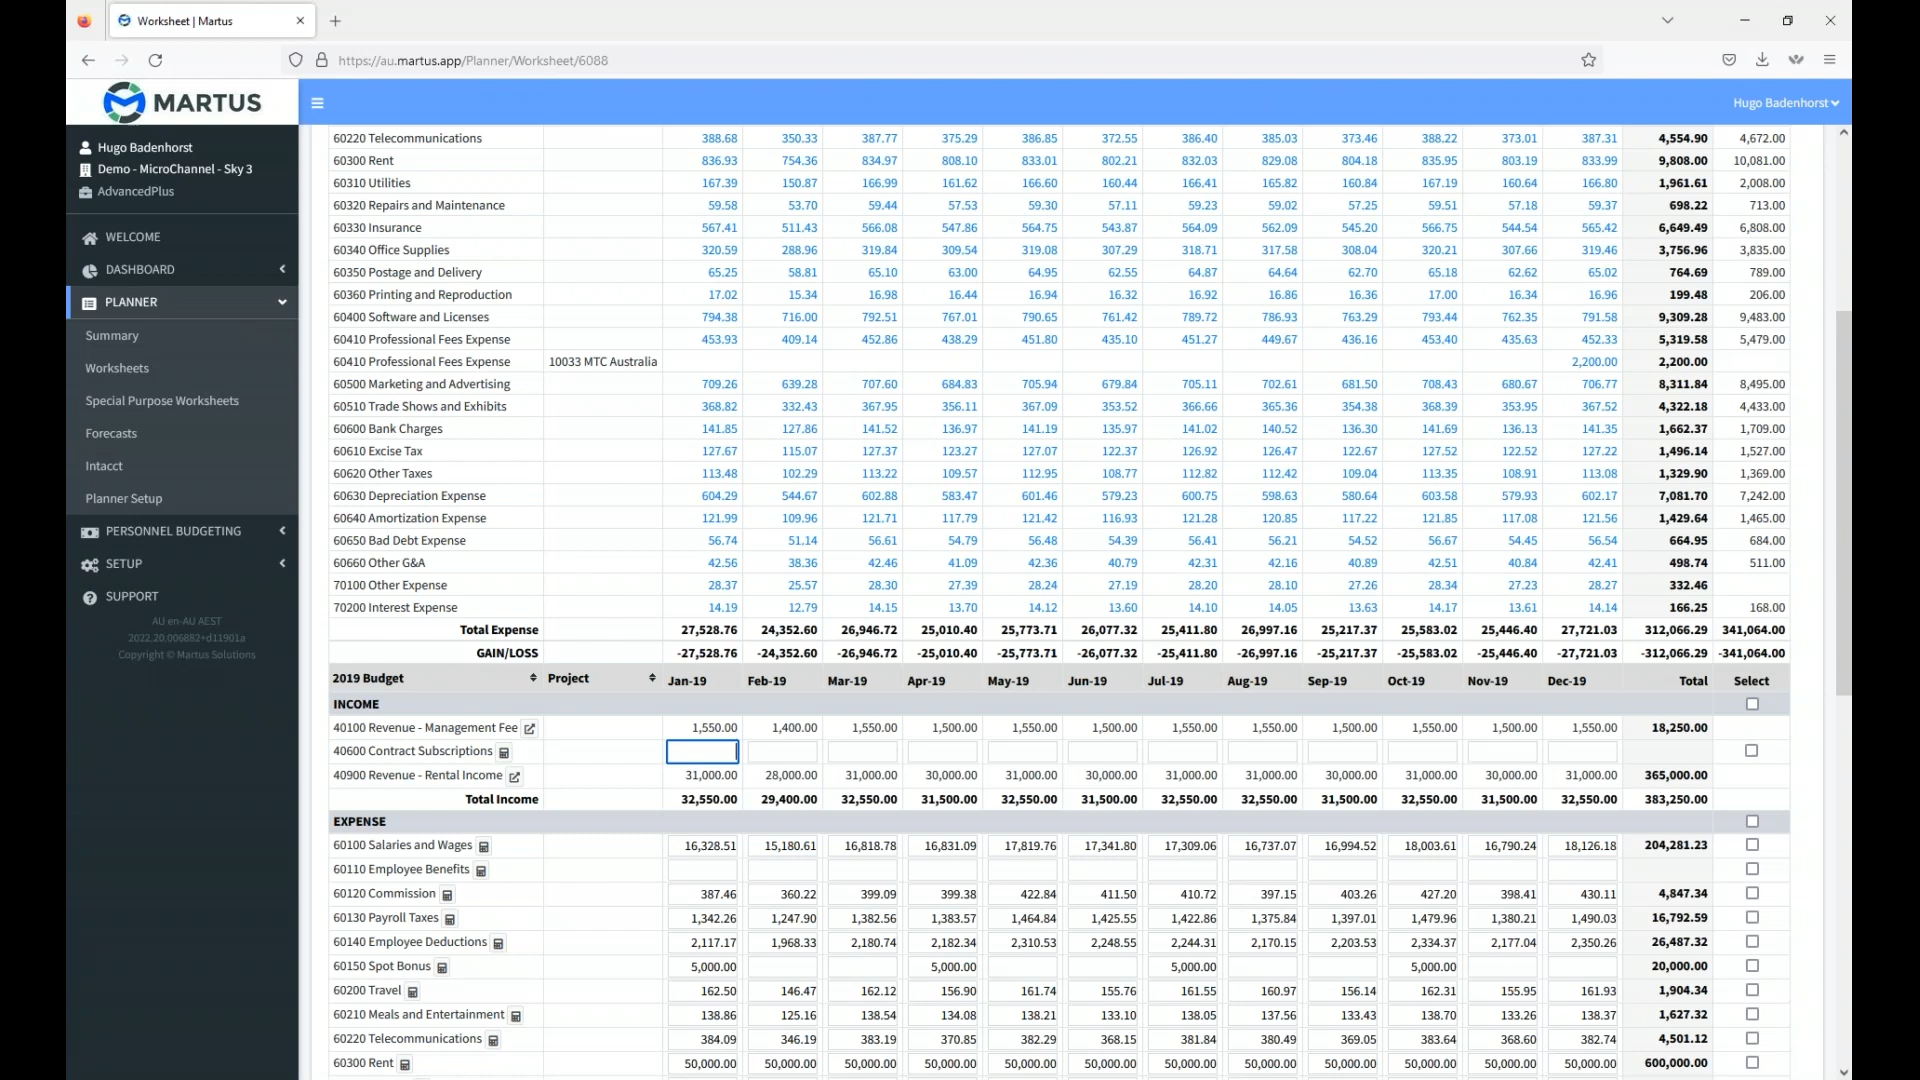 Worksheet | Martus
https://au.martus.app/Planner/Worksheet/6088
MARTUS
Hugo Badenhorst
Hugo Badenhorst
Demo - MicroChannel - Sky 3
AdvancedPlus
WELCOME
DASHBOARD
PLANNER
Summary
Worksheets
Special Purpose Worksheets
Forecasts
Intacct
Planner Setup
PERSONNEL BUDGETING
SETUP
SUPPORT
AU en-AU AEST
2022.20.006882+d11901a
Copyright © Martus Solutions
60220 Telecommunications 388.68 350.33 387.77 375.29 386.85 372.55 386.40 385.03 373.46 388.22 373.01 387.31 4,554.90 4,672.00
60300 Rent 836.93 754.36 834.97 808.10 833.01 802.21 832.03 829.08 804.18 835.95 803.19 833.99 9,808.00 10,081.00
60310 Utilities 167.39 150.87 166.99 161.62 166.60 160.44 166.41 165.82 160.84 167.19 160.64 166.80 1,961.61 2,008.00
60320 Repairs and Maintenance 59.58 53.70 59.44 57.53 59.30 57.11 59.23 59.02 57.25 59.51 57.18 59.37 698.22 713.00
60330 Insurance 567.41 511.43 566.08 547.86 564.75 543.87 564.09 562.09 545.20 566.75 544.54 565.42 6,649.49 6,808.00
60340 Office Supplies 320.59 288.96 319.84 309.54 319.08 307.29 318.71 317.58 308.04 320.21 307.66 319.46 3,756.96 3,835.00
60350 Postage and Delivery 65.25 58.81 65.10 63.00 64.95 62.55 64.87 64.64 62.70 65.18 62.62 65.02 764.69 789.00
60360 Printing and Reproduction 17.02 15.34 16.98 16.44 16.94 16.32 16.92 16.86 16.36 17.00 16.34 16.96 199.48 206.00
60400 Software and Licenses 794.38 716.00 792.51 767.01 790.65 761.42 789.72 786.93 763.29 793.44 762.35 791.58 9,309.28 9,483.00
60410 Professional Fees Expense 453.93 409.14 452.86 438.29 451.80 435.10 451.27 449.67 436.16 453.40 435.63 452.33 5,319.58 5,479.00
60410 Professional Fees Expense 10033 MTC Australia 2,200.00 2,200.00
60500 Marketing and Advertising 709.26 639.28 707.60 684.83 705.94 679.84 705.11 702.61 681.50 708.43 680.67 706.77 8,311.84 8,495.00
60510 Trade Shows and Exhibits 368.82 332.43 367.95 356.11 367.09 353.52 366.66 365.36 354.38 368.39 353.95 367.52 4,322.18 4,433.00
60600 Bank Charges 141.85 127.86 141.52 136.97 141.19 135.97 141.02 140.52 136.30 141.69 136.13 141.35 1,662.37 1,709.00
60610 Excise Tax 127.67 115.07 127.37 123.27 127.07 122.37 126.92 126.47 122.67 127.52 122.52 127.22 1,496.14 1,527.00
60620 Other Taxes 113.48 102.29 113.22 109.57 112.95 108.77 112.82 112.42 109.04 113.35 108.91 113.08 1,329.90 1,369.00
60630 Depreciation Expense 604.29 544.67 602.88 583.47 601.46 579.23 600.75 598.63 580.64 603.58 579.93 602.17 7,081.70 7,242.00
60640 Amortization Expense 121.99 109.96 121.71 117.79 121.42 116.93 121.28 120.85 117.22 121.85 117.08 121.56 1,429.64 1,465.00
60650 Bad Debt Expense 56.74 51.14 56.61 54.79 56.48 54.39 56.41 56.21 54.52 56.67 54.45 56.54 664.95 684.00
60660 Other G&A 42.56 38.36 42.46 41.09 42.36 40.79 42.31 42.16 40.89 42.51 40.84 42.41 498.74 511.00
70100 Other Expense 28.37 25.57 28.30 27.39 28.24 27.19 28.20 28.10 27.26 28.34 27.23 28.27 332.46
70200 Interest Expense 14.19 12.79 14.15 13.70 14.12 13.60 14.10 14.05 13.63 14.17 13.61 14.14 166.25 168.00
Total Expense 27,528.76 24,352.60 26,946.72 25,010.40 25,773.71 26,077.32 25,411.80 26,997.16 25,217.37 25,583.02 25,446.40 27,721.03 312,066.29 341,064.00
GAIN/LOSS -27,528.76 -24,352.60 -26,946.72 -25,010.40 -25,773.71 -26,077.32 -25,411.80 -26,997.16 -25,217.37 -25,583.02 -25,446.40 -27,721.03 -312,066.29 -341,064.00
2019 Budget Project Jan-19 Feb-19 Mar-19 Apr-19 May-19 Jun-19 Jul-19 Aug-19 Sep-19 Oct-19 Nov-19 Dec-19 Total Select
INCOME
40100 Revenue - Management Fee 1,550.00 1,400.00 1,550.00 1,500.00 1,550.00 1,500.00 1,550.00 1,550.00 1,500.00 1,550.00 1,500.00 1,550.00 18,250.00
40600 Contract Subscriptions
40900 Revenue - Rental Income 31,000.00 28,000.00 31,000.00 30,000.00 31,000.00 30,000.00 31,000.00 31,000.00 30,000.00 31,000.00 30,000.00 31,000.00 365,000.00
Total Income 32,550.00 29,400.00 32,550.00 31,500.00 32,550.00 31,500.00 32,550.00 32,550.00 31,500.00 32,550.00 31,500.00 32,550.00 383,250.00
EXPENSE
60100 Salaries and Wages 16,328.51 15,180.61 16,818.78 16,831.09 17,819.76 17,341.80 17,309.06 16,737.07 16,994.52 18,003.61 16,790.24 18,126.18 204,281.23
60110 Employee Benefits
60120 Commission 387.46 360.22 399.09 399.38 422.84 411.50 410.72 397.15 403.26 427.20 398.41 430.11 4,847.34
60130 Payroll Taxes 1,342.26 1,247.90 1,382.56 1,383.57 1,464.84 1,425.55 1,422.86 1,375.84 1,397.01 1,479.96 1,380.21 1,490.03 16,792.59
60140 Employee Deductions 2,117.17 1,968.33 2,180.74 2,182.34 2,310.53 2,248.55 2,244.31 2,170.15 2,203.53 2,334.37 2,177.04 2,350.26 26,487.32
60150 Spot Bonus 5,000.00 5,000.00 5,000.00 5,000.00 20,000.00
60200 Travel 162.50 146.47 162.12 156.90 161.74 155.76 161.55 160.97 156.14 162.31 155.95 161.93 1,904.34
60210 Meals and Entertainment 138.86 125.16 138.54 134.08 138.21 133.10 138.05 137.56 133.43 138.70 133.26 138.37 1,627.32
60220 Telecommunications 384.09 346.19 383.19 370.85 382.29 368.15 381.84 380.49 369.05 383.64 368.60 382.74 4,501.12
60300 Rent 50,000.00 50,000.00 50,000.00 50,000.00 50,000.00 50,000.00 50,000.00 50,000.00 50,000.00 50,000.00 50,000.00 50,000.00 600,000.00